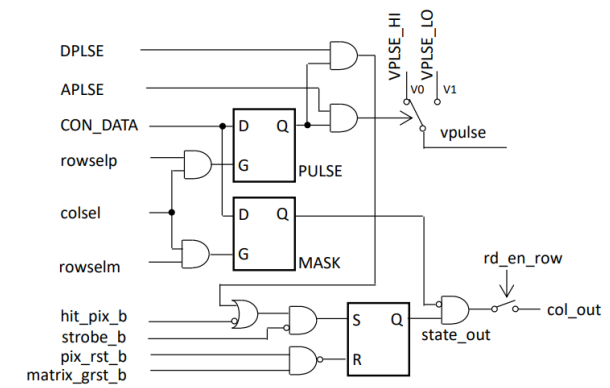 DPLSE
APLSE
CON_DATA
rowselp
colsel
rowselm
hit_pix_b
strobe_b
pix_rst_b
matrix_grst_b
D Q
G
PULSE
D Q
G
MASK
S Q
R
VPLSE_HI
VPLSE_LO
V0 V1
vpulse
rd_en_row
state_out
col_out